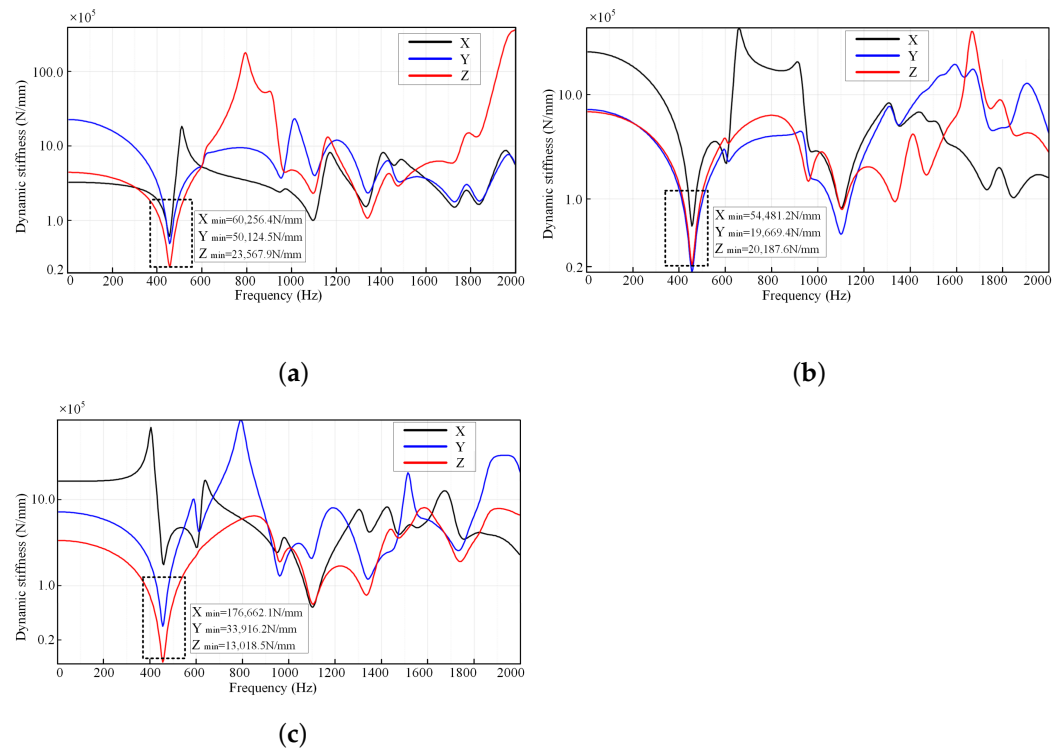 ×10⁵
Dynamic stiffness (N/mm)
100.0
10.0
1.0
0.2
X
Y
Z
X min=60,256.4N/mm
Y min=50,124.5N/mm
Z min=23,567.9N/mm
0 200 400 600 800 1000 1200 1400 1600 1800 2000
Frequency (Hz)
(a)
×10⁵
Dynamic stiffness (N/mm)
10.0
1.0
0.2
X
Y
Z
X min=54,481.2N/mm
Y min=19,669.4N/mm
Z min=20,187.6N/mm
0 200 400 600 800 1000 1200 1400 1600 1800 2000
Frequency (Hz)
(b)
×10⁵
Dynamic stiffness (N/mm)
10.0
1.0
0.2
X
Y
Z
X min=176,662.1N/mm
Y min=33,916.2N/mm
Z min=13,018.5N/mm
0 200 400 600 800 1000 1200 1400 1600 1800 2000
Frequency (Hz)
(c)